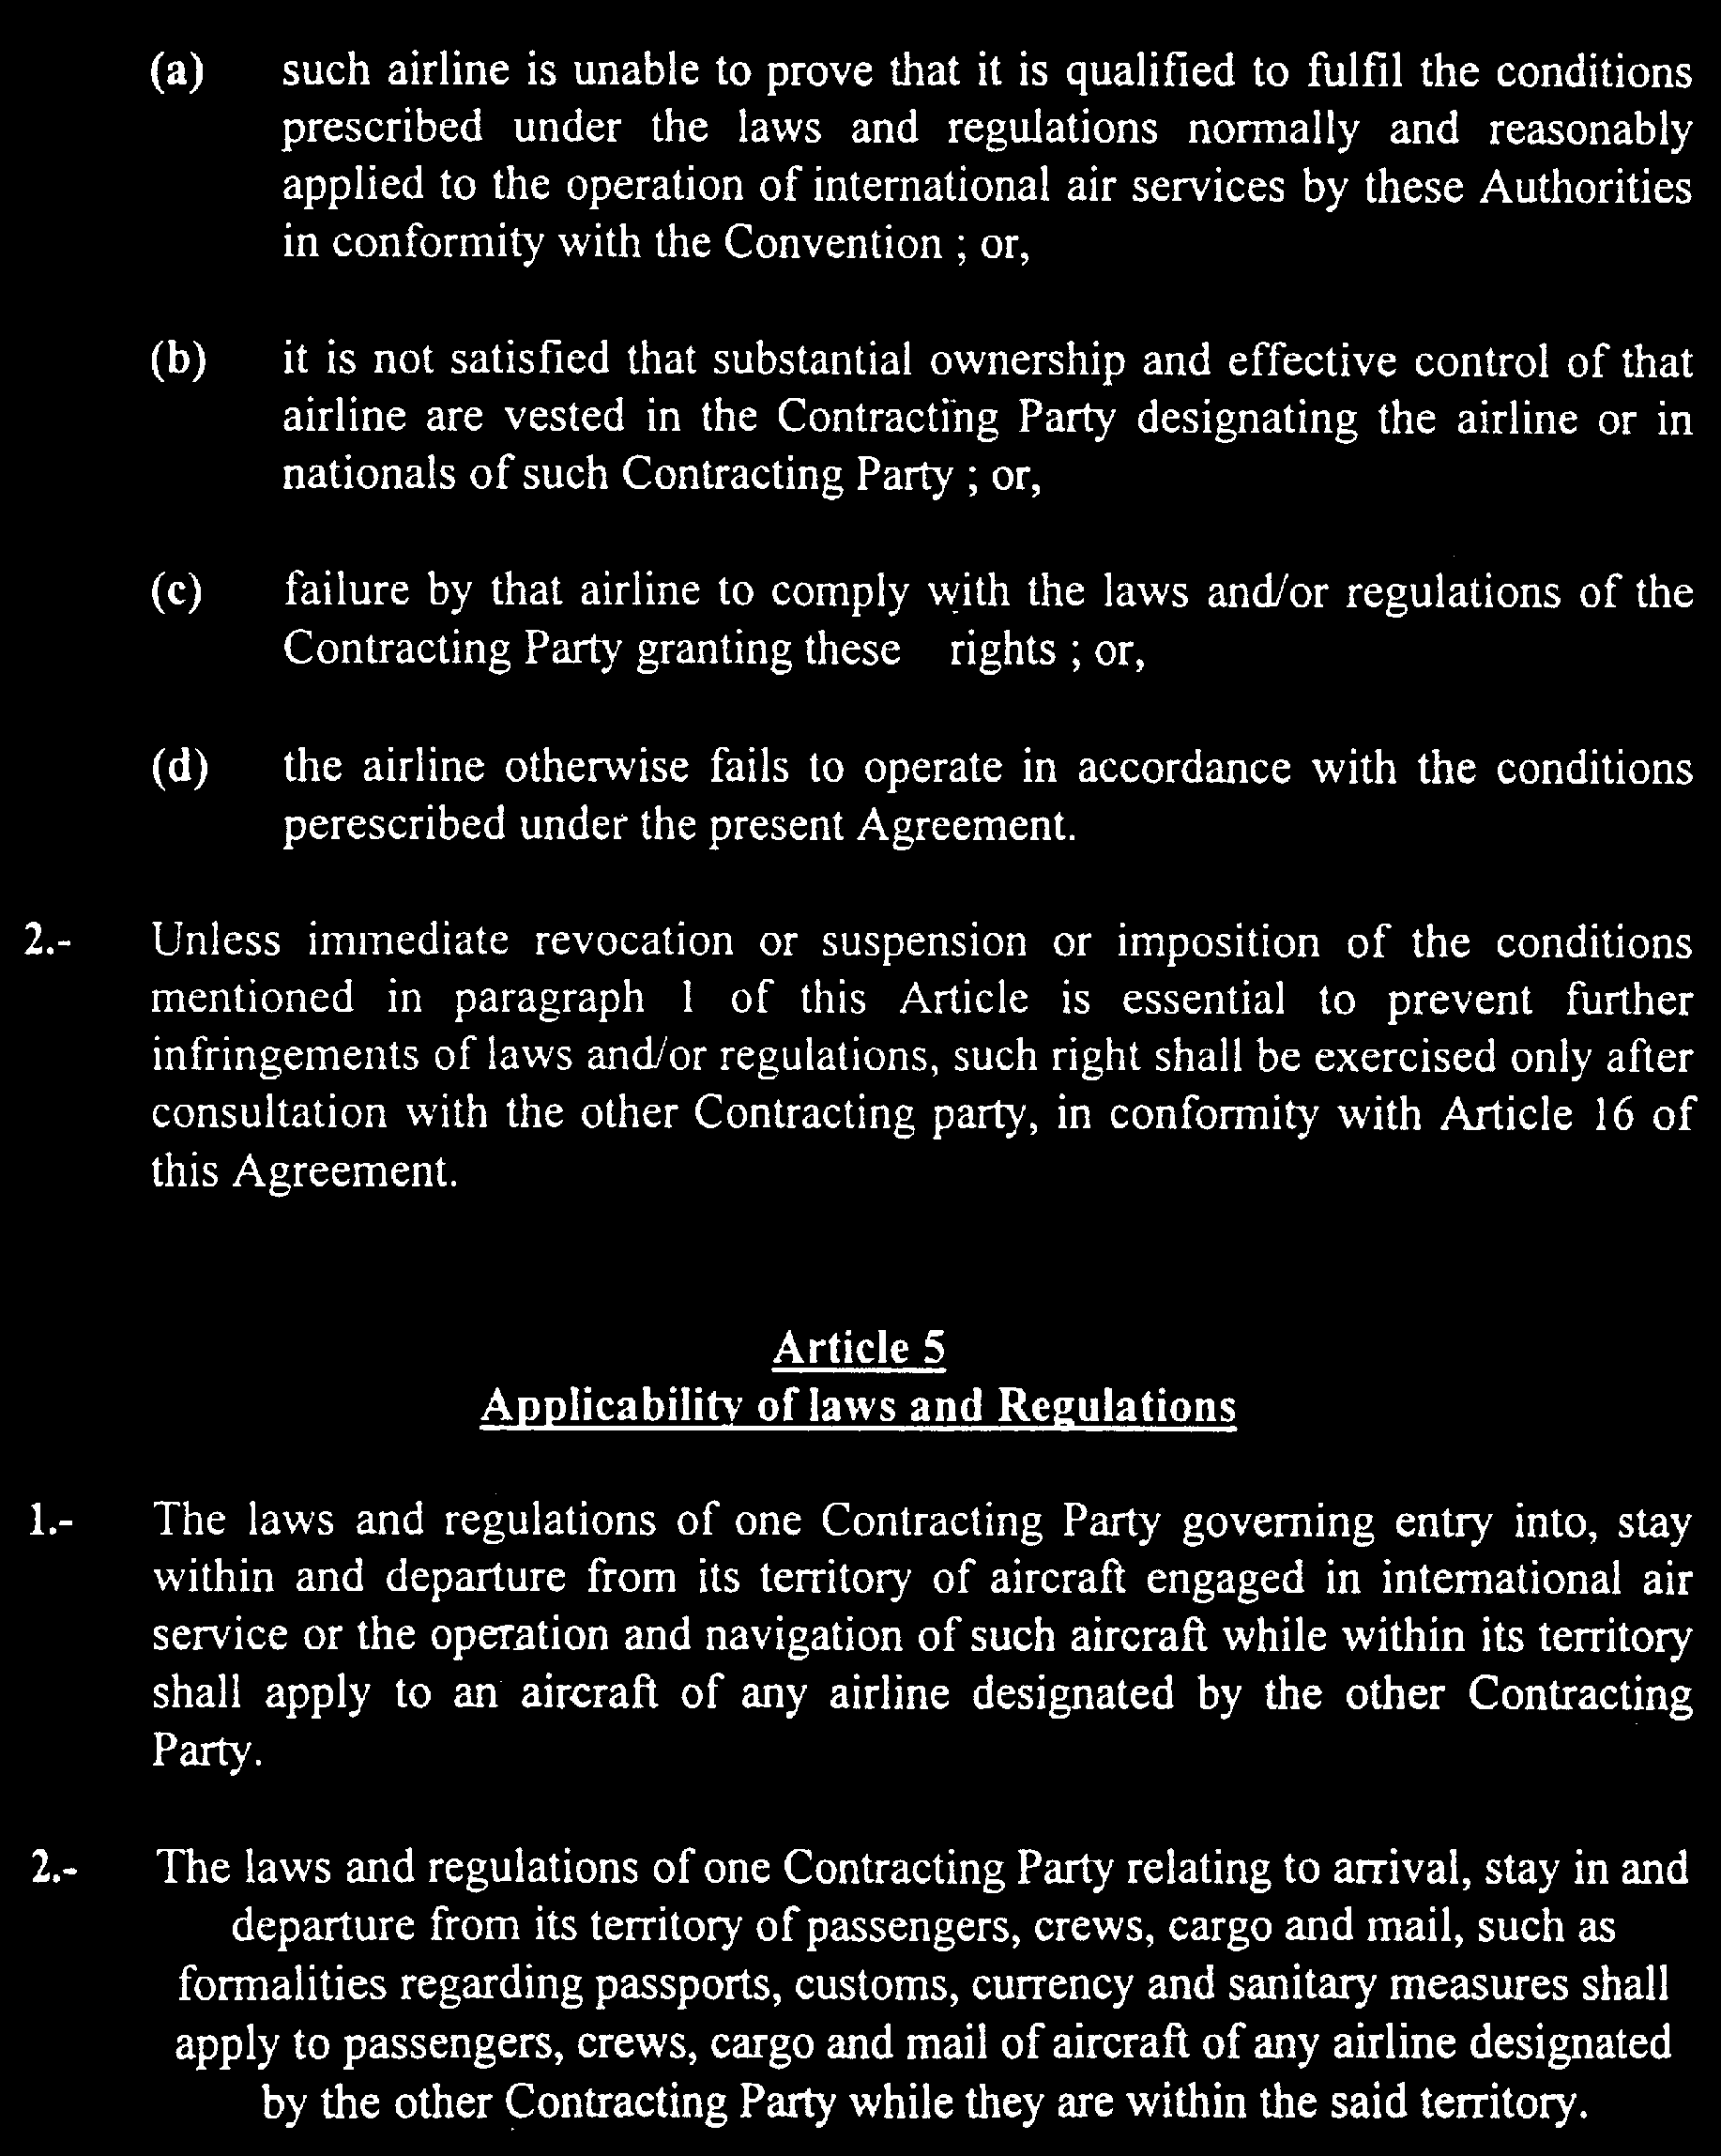 (a) such airline is unable to prove that it is qualified to fulfil the conditions
prescribed under the laws and regulations normally and reasonably
applied to the operation of international air services by these Authorities
in conformity with the Convention ; or,
(b) it is not satisfied that substantial ownership and effective control of that
airline are vested in the Contracting Party designating the airline or in
nationals of such Contracting Party ; or,
(c) failure by that airline to comply with the laws and/or regulations of the
Contracting Party granting these rights ; or,
(d) the airline otherwise fails to operate in accordance with the conditions
perescribed under the present Agreement.
2.- Unless immediate revocation or suspension or imposition of the conditions
mentioned in paragraph 1 of this Article is essential to prevent further
infringements of laws and/or regulations, such right shall be exercised only after
consultation with the other Contracting party, in conformity with Article 16 of
this Agreement.
Article 5
Applicability of laws and Regulations
1.- The laws and regulations of one Contracting Party governing entry into, stay
within and departure from its territory of aircraft engaged in international air
service or the operation and navigation of such aircraft while within its territory
shall apply to an aircraft of any airline designated by the other Contracting
Party.
2.- The laws and regulations of one Contracting Party relating to arrival, stay in and
departure from its territory of passengers, crews, cargo and mail, such as
formalities regarding passports, customs, currency and sanitary measures shall
apply to passengers, crews, cargo and mail of aircraft of any airline designated
by the other Contracting Party while they are within the said territory.